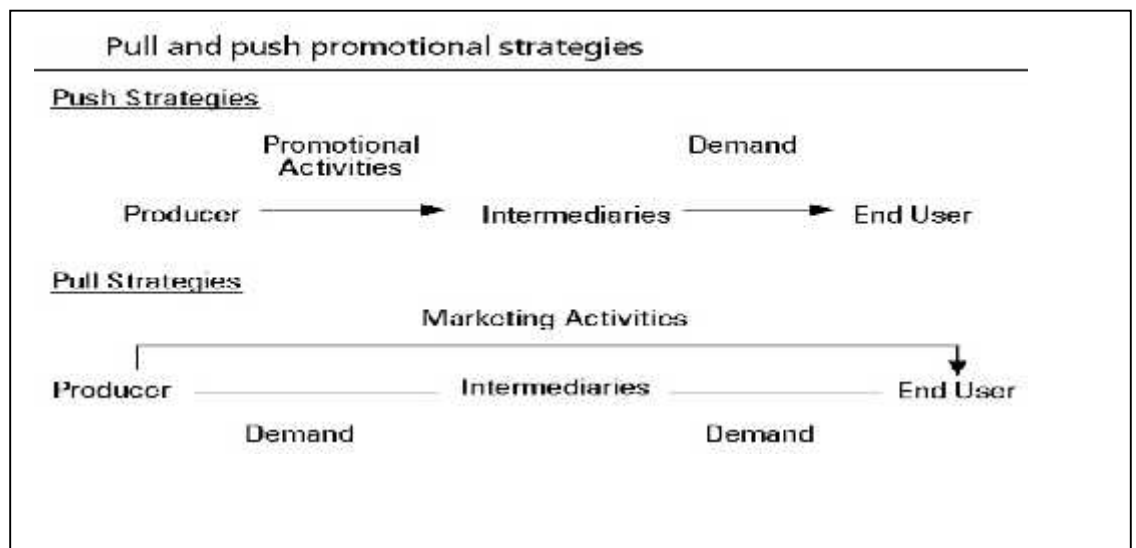 Pull and push promotional strategies
Push Strategies
Promotional Demand
Activities
Producer Intermediaries End User
Pull Strategies
Marketing Activities
Producer Intermediaries End User
Demand Demand